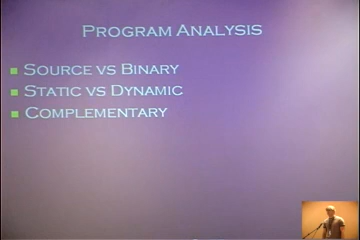 Program Analysis
Source vs Binary
Static vs Dynamic
Complementary